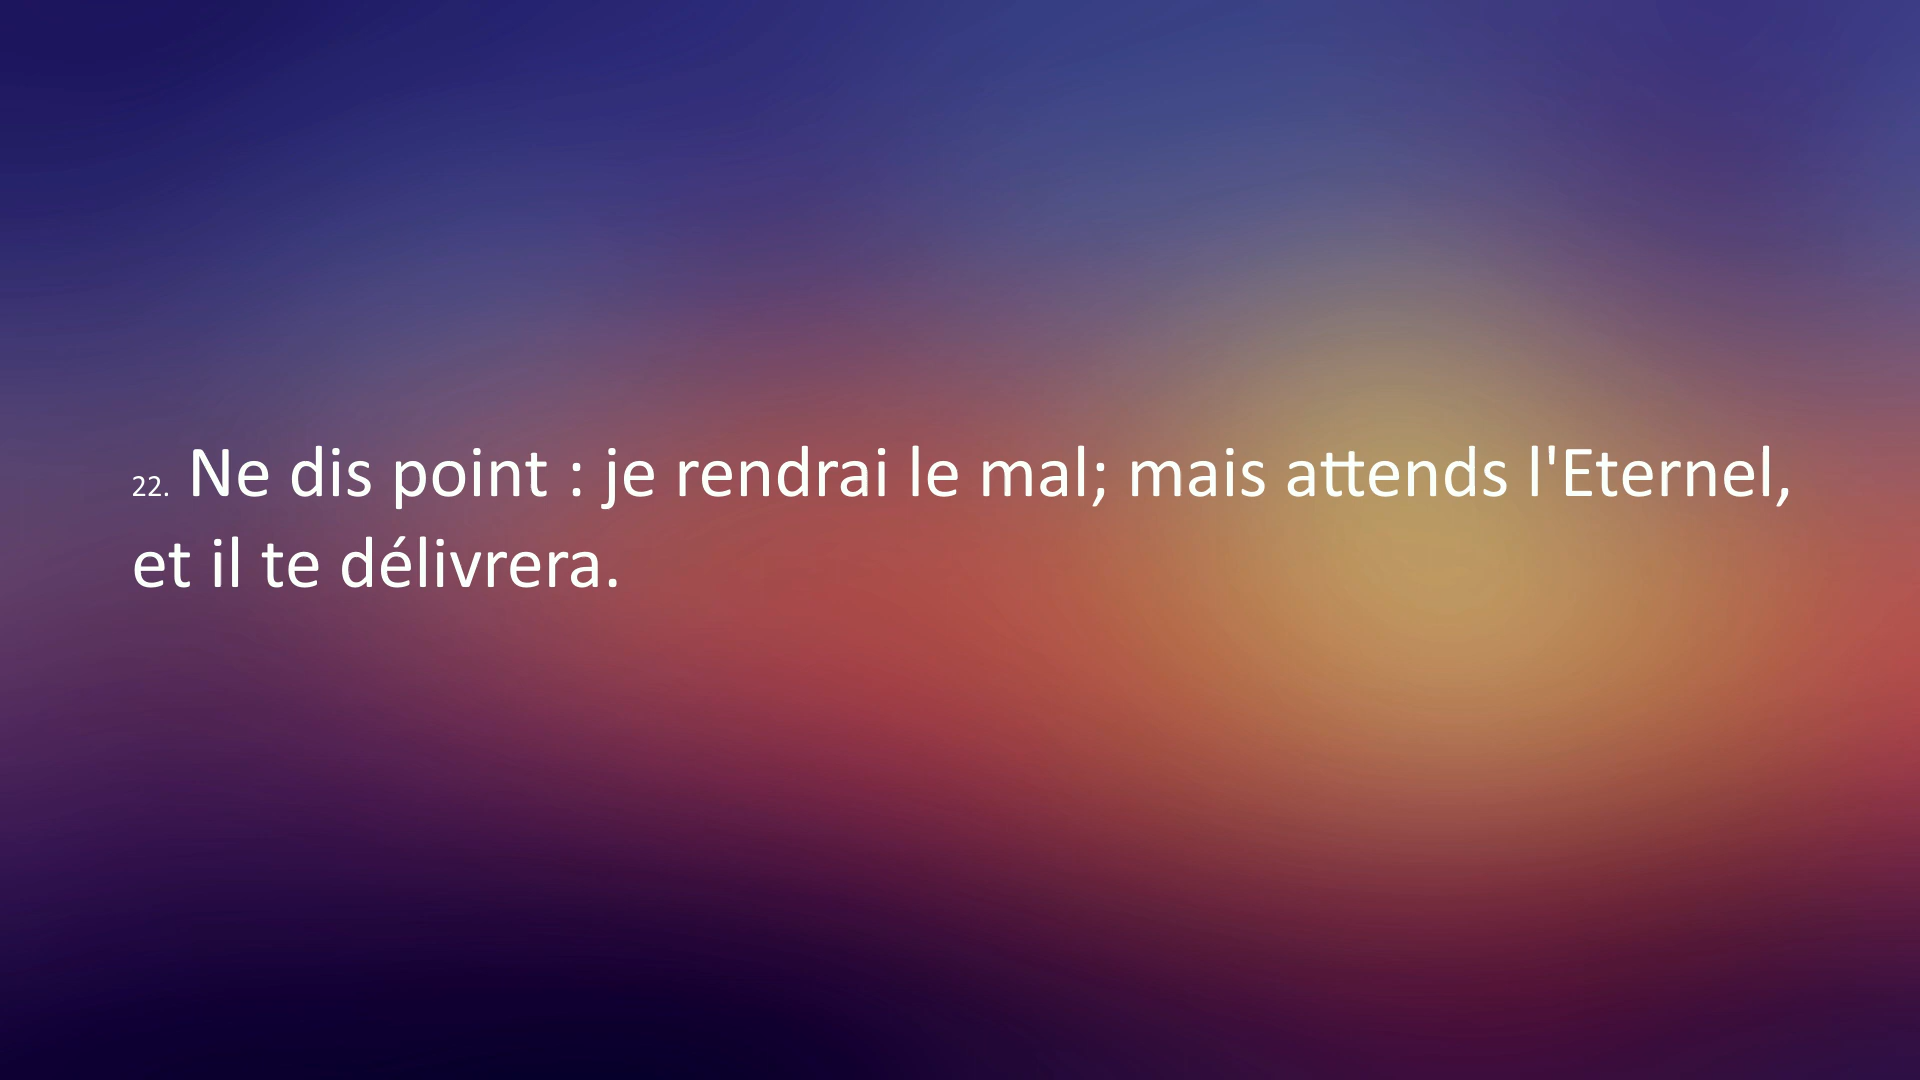 22. Ne dis point : je rendrai le mal; mais attends l'Eternel,
et il te délivrera.